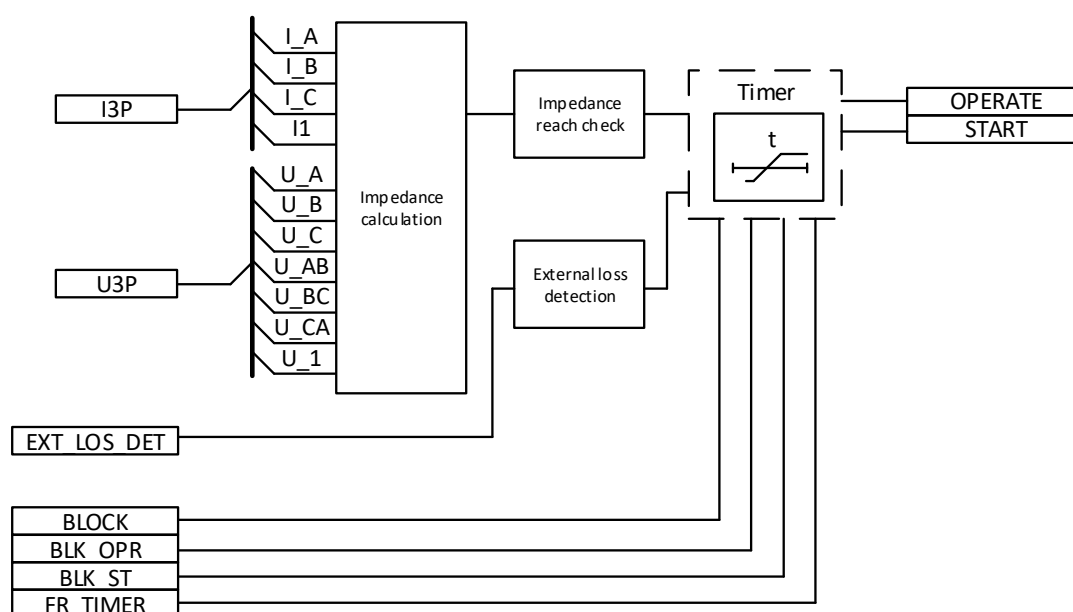 I_A
I_B
I_C
I1
I3P
U_A
U_B
U_C
U_AB
U_BC
U_CA
U_1
U3P
Impedance
calculation
Impedance
reach check
External loss
detection
Timer
t
OPERATE
START
EXT_LOS_DET
BLOCK
BLK_OPR
BLK_ST
FR_TIMER